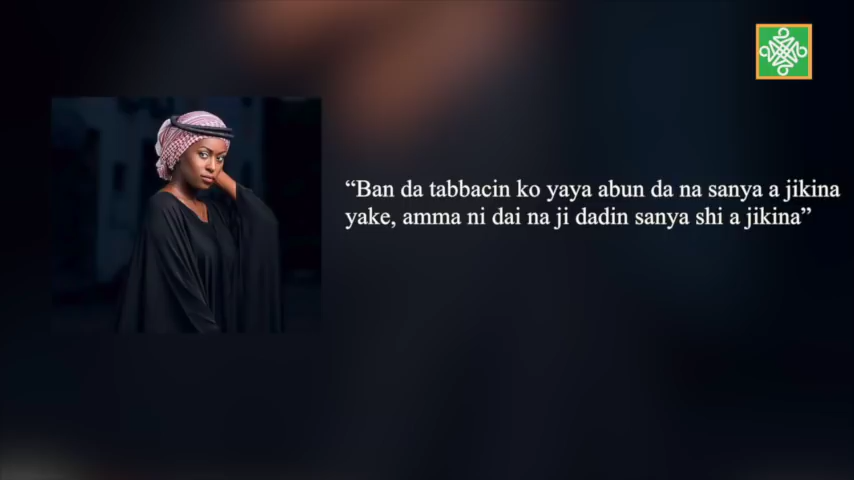 “Ban da tabbacin ko yaya abun da na sanya a jikina
yake, amma ni dai na ji dadin sanya shi a jikina”